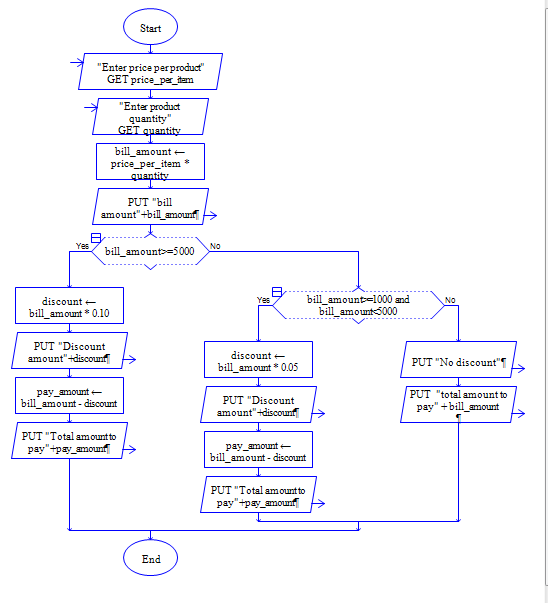 Start
"Enter price per product"
GET price_per_item
"Enter product
quantity"
GET quantity
bill_amount ←
price_per_item *
quantity
PUT "bill
amount"+bill_amount¶
Yes
bill_amount>=5000
No
discount ←
bill_amount * 0.10
PUT "Discount
amount"+discount¶
pay_amount ←
bill_amount - discount
PUT "Total amount to
pay"+pay_amount¶
Yes
bill_amount>=1000 and
bill_amount<5000
No
discount ←
bill_amount * 0.05
PUT "Discount
amount"+discount¶
pay_amount ←
bill_amount - discount
PUT "Total amount to
pay"+pay_amount¶
PUT "No discount"¶
PUT "total amount to
pay" + bill_amount
¶
End